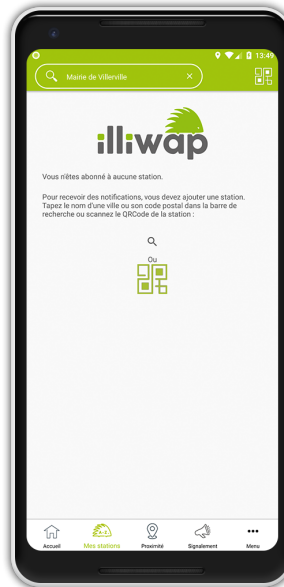 13:49
Mairie de Villerville
illiwap
Vous n'êtes abonné à aucune station.
Pour recevoir des notifications, vous devez ajouter une station.
Tapez le nom d'une ville ou son code postal dans la barre de
recherche ou scannez le QRCode de la station :
Ou
A-Z
Accueil Mes stations Proximité Signalement Menu